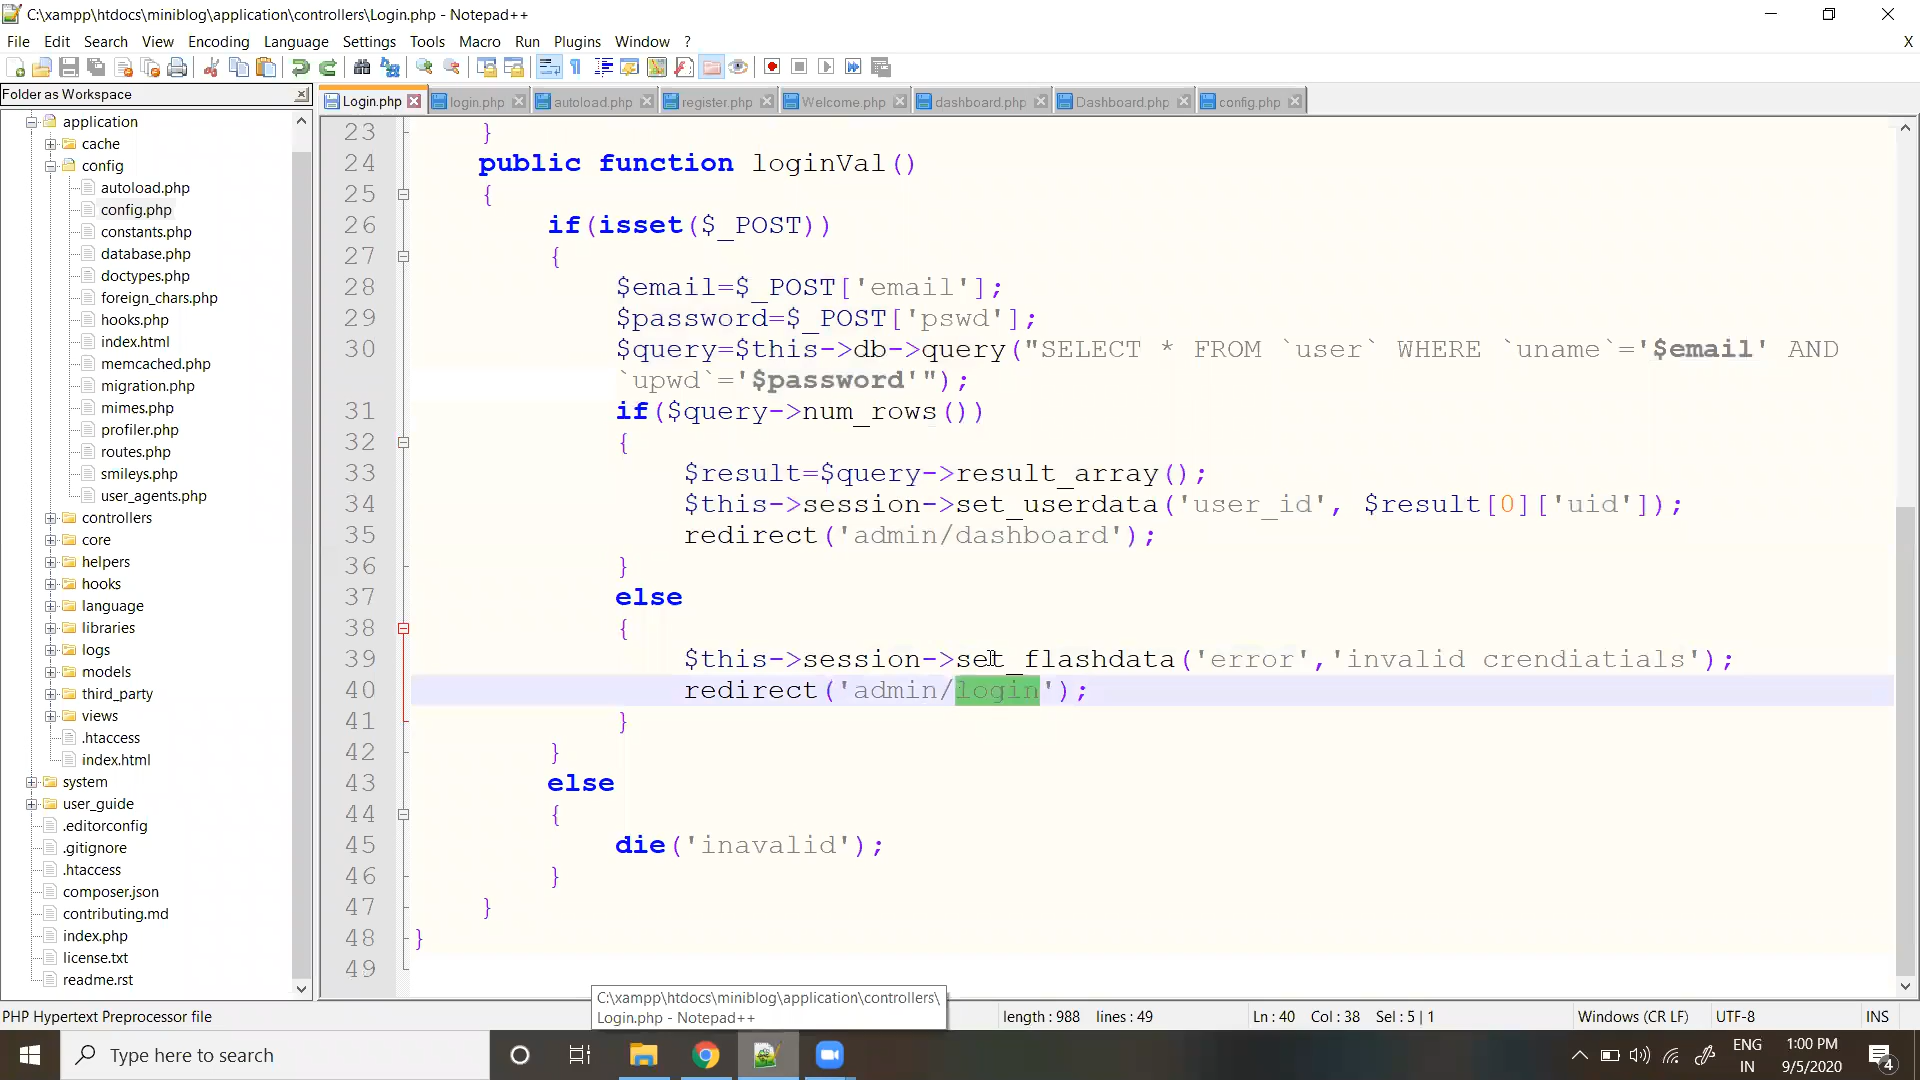 C:\xampp\htdocs\miniblog\application\controllers\Login.php - Notepad++
File Edit Search View Encoding Language Settings Tools Macro Run Plugins Window ? X
Folder as Workspace
Login.php login.php autoload.php register.php Welcome.php dashboard.php Dashboard.php config.php
application
cache
config
autoload.php
config.php
constants.php
database.php
doctypes.php
foreign_chars.php
hooks.php
index.html
memcached.php
migration.php
mimes.php
profiler.php
routes.php
smileys.php
user_agents.php
controllers
core
helpers
hooks
language
libraries
logs
models
third_party
views
.htaccess
index.html
system
user_guide
.editorconfig
.gitignore
.htaccess
composer.json
contributing.md
index.php
license.txt
readme.rst
23 }
24 public function loginVal()
25 {
26 if(isset($_POST))
27 {
28 $email=$_POST['email'];
29 $password=$_POST['pswd'];
30 $query=$this->db->query("SELECT * FROM `user` WHERE `uname`='$email' AND
`upwd`='$password'");
31 if($query->num_rows())
32 {
33 $result=$query->result_array();
34 $this->session->set_userdata('user_id', $result[0]['uid']);
35 redirect('admin/dashboard');
36 }
37 else
38 {
39 $this->session->set_flashdata('error','invalid crendiatials');
40 redirect('admin/login');
41 }
42 }
43 else
44 {
45 die('inavalid');
46 }
47 }
48 }
49
C:\xampp\htdocs\miniblog\application\controllers\
Login.php - Notepad++
PHP Hypertext Preprocessor file length : 988 lines : 49 Ln : 40 Col : 38 Sel : 5 | 1 Windows (CR LF) UTF-8 INS
Type here to search
ENG
IN
1:00 PM
9/5/2020
4